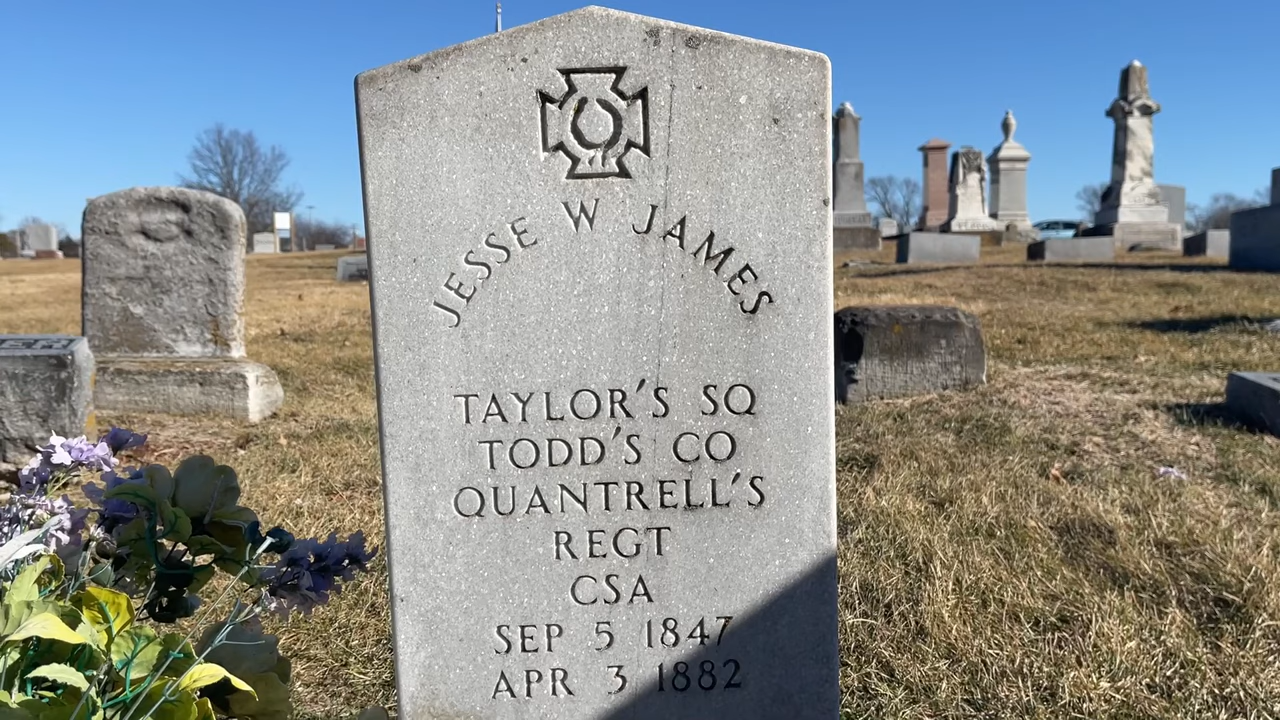 JESSE W JAMES
TAYLOR'S SQ
TODD'S CO
QUANTRELL'S
REGT
CSA
SEP 5 1847
APR 3 1882